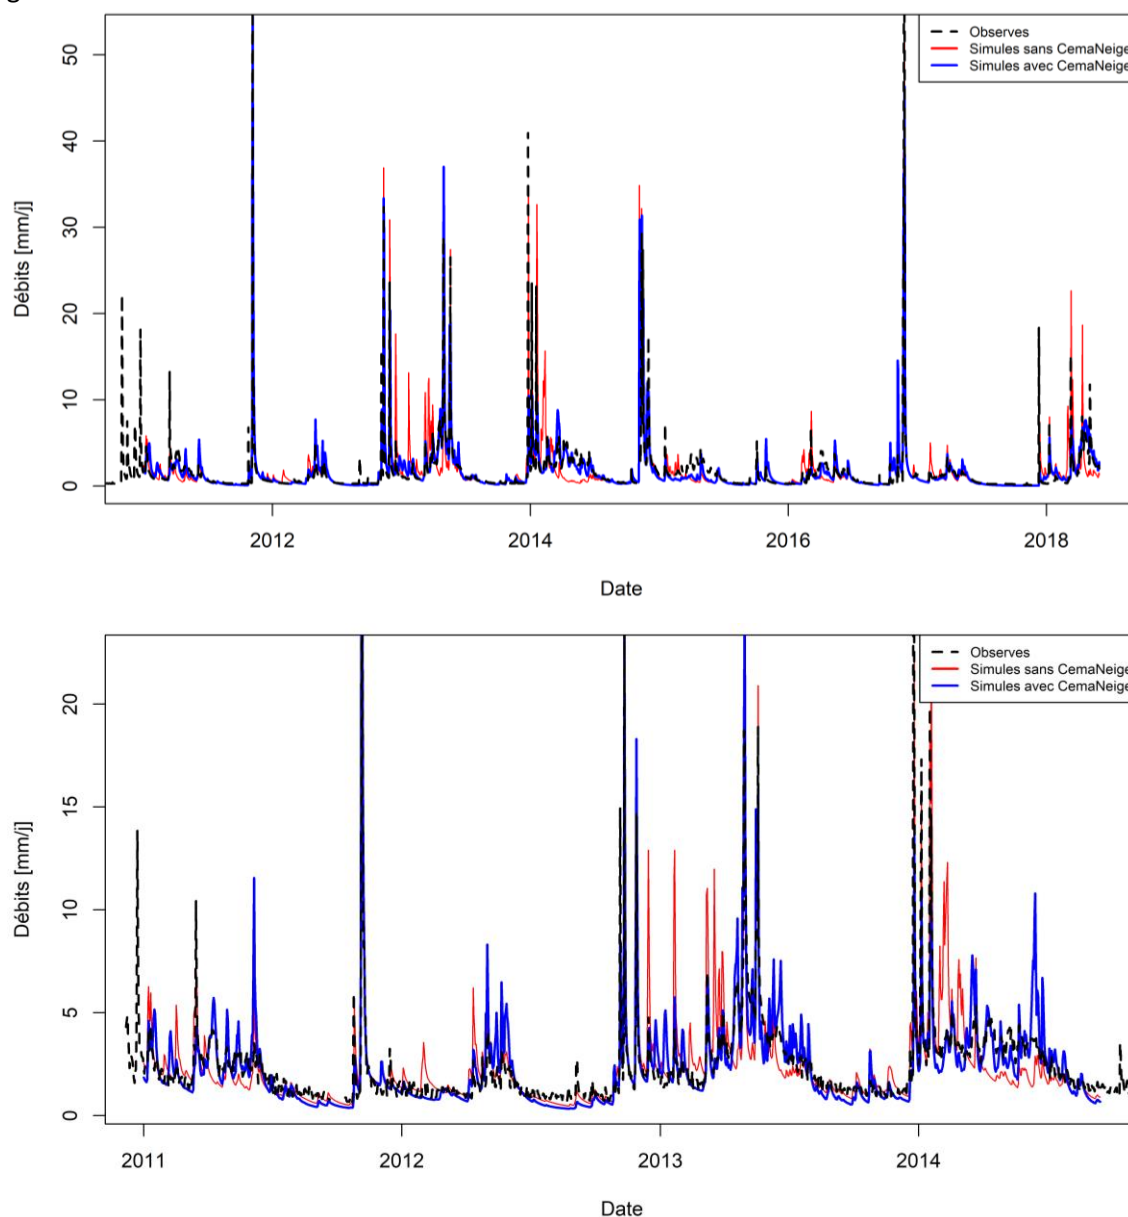 g
50
40
30
20
10
0
Débits [mm/j]
Observes
Simules sans CemaNeige
Simules avec CemaNeige
2012 2014 2016 2018
Date
20
15
10
5
0
Débits [mm/j]
Observes
Simules sans CemaNeige
Simules avec CemaNeige
2011 2012 2013 2014
Date